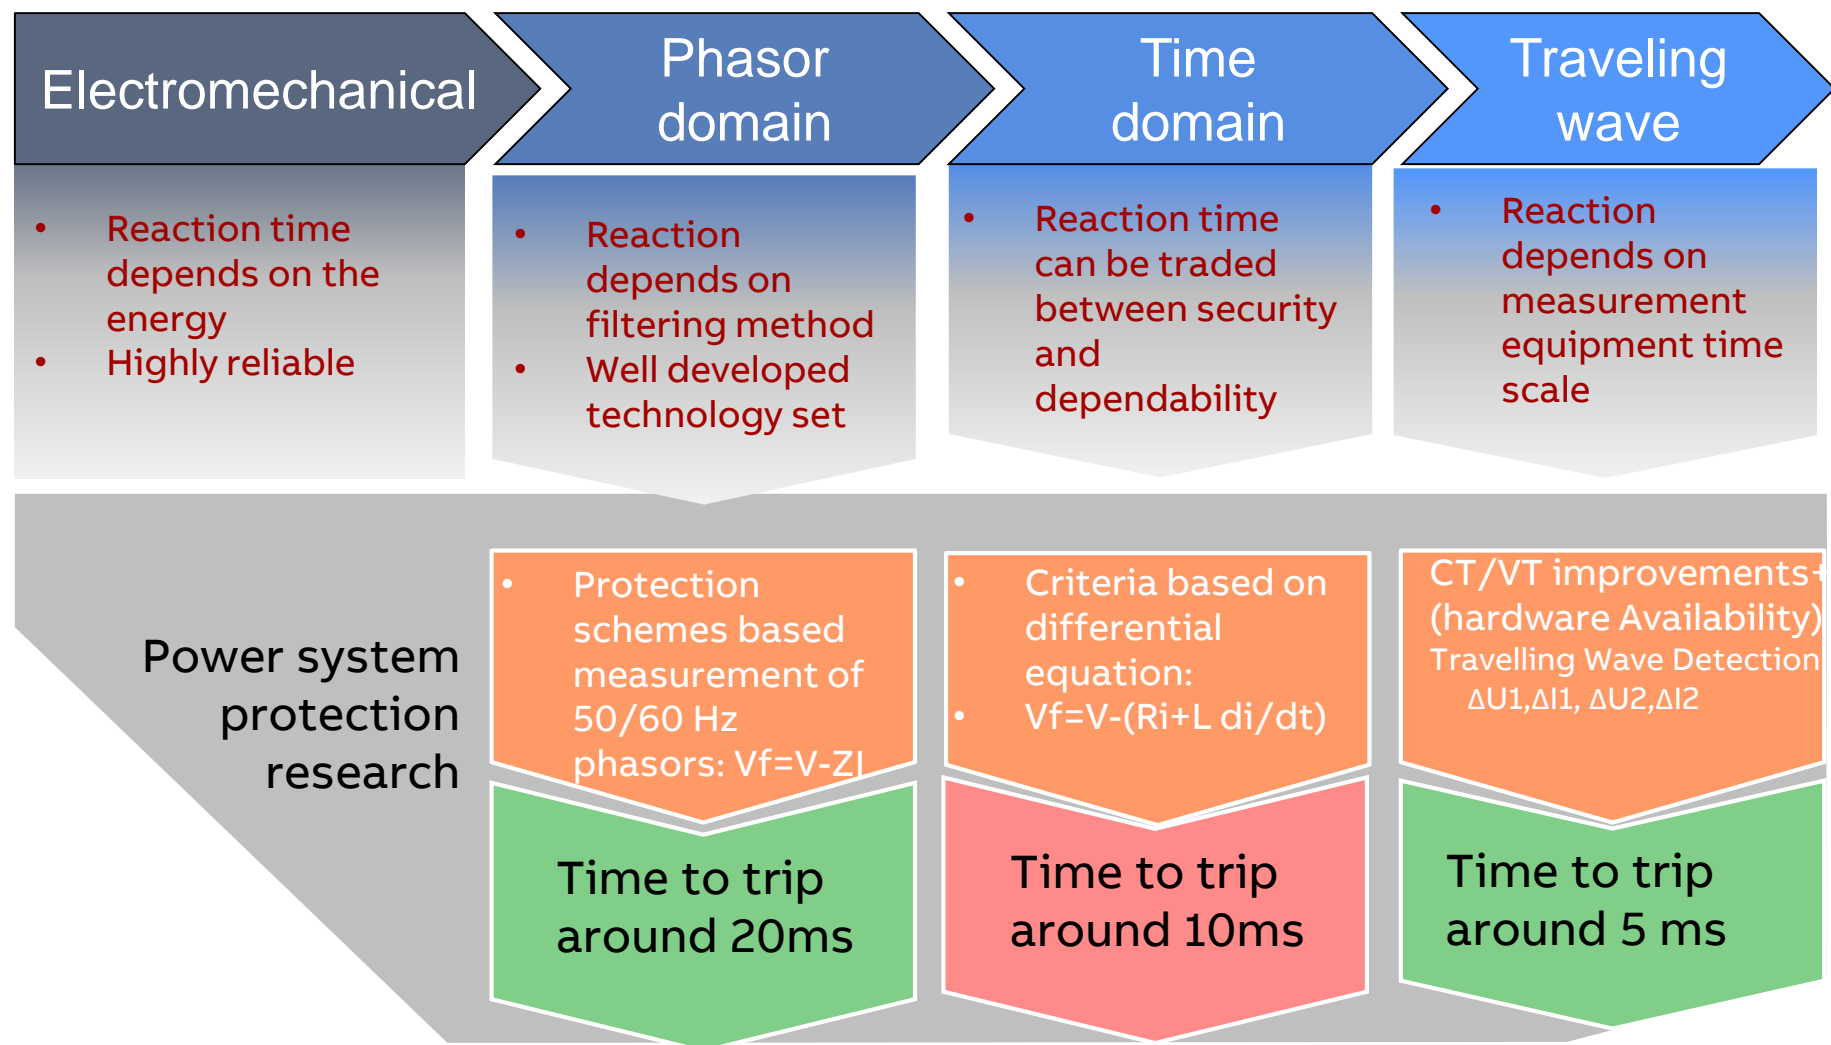 Electromechanical
Phasor
domain
Time
domain
Traveling
wave
• Reaction time
depends on the
energy
• Highly reliable
• Reaction
depends on
filtering method
• Well developed
technology set
• Reaction time
can be traded
between security
and
dependability
• Reaction
depends on
measurement
equipment time
scale
Power system
protection
research
• Protection
schemes based
measurement of
50/60 Hz
phasors: Vf=V-ZI
• Criteria based on
differential
equation:
• Vf=V-(Ri+L di/dt)
CT/VT improvements+
(hardware Availability)
Travelling Wave Detection
ΔU1,ΔI1, ΔU2,ΔI2
Time to trip
around 20ms
Time to trip
around 10ms
Time to trip
around 5 ms